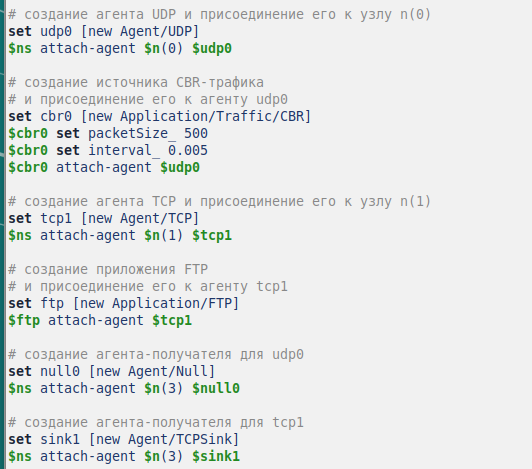 # создание агента UDP и присоединение его к узлу n(0)
set udp0 [new Agent/UDP]
$ns attach-agent $n(0) $udp0
# создание источника CBR-трафика
# и присоединение его к агенту udp0
set cbr0 [new Application/Traffic/CBR]
$cbr0 set packetSize_ 500
$cbr0 set interval_ 0.005
$cbr0 attach-agent $udp0
# создание агента TCP и присоединение его к узлу n(1)
set tcp1 [new Agent/TCP]
$ns attach-agent $n(1) $tcp1
# создание приложения FTP
# и присоединение его к агенту tcp1
set ftp [new Application/FTP]
$ftp attach-agent $tcp1
# создание агента-получателя для udp0
set null0 [new Agent/Null]
$ns attach-agent $n(3) $null0
# создание агента-получателя для tcp1
set sink1 [new Agent/TCPSink]
$ns attach-agent $n(3) $sink1